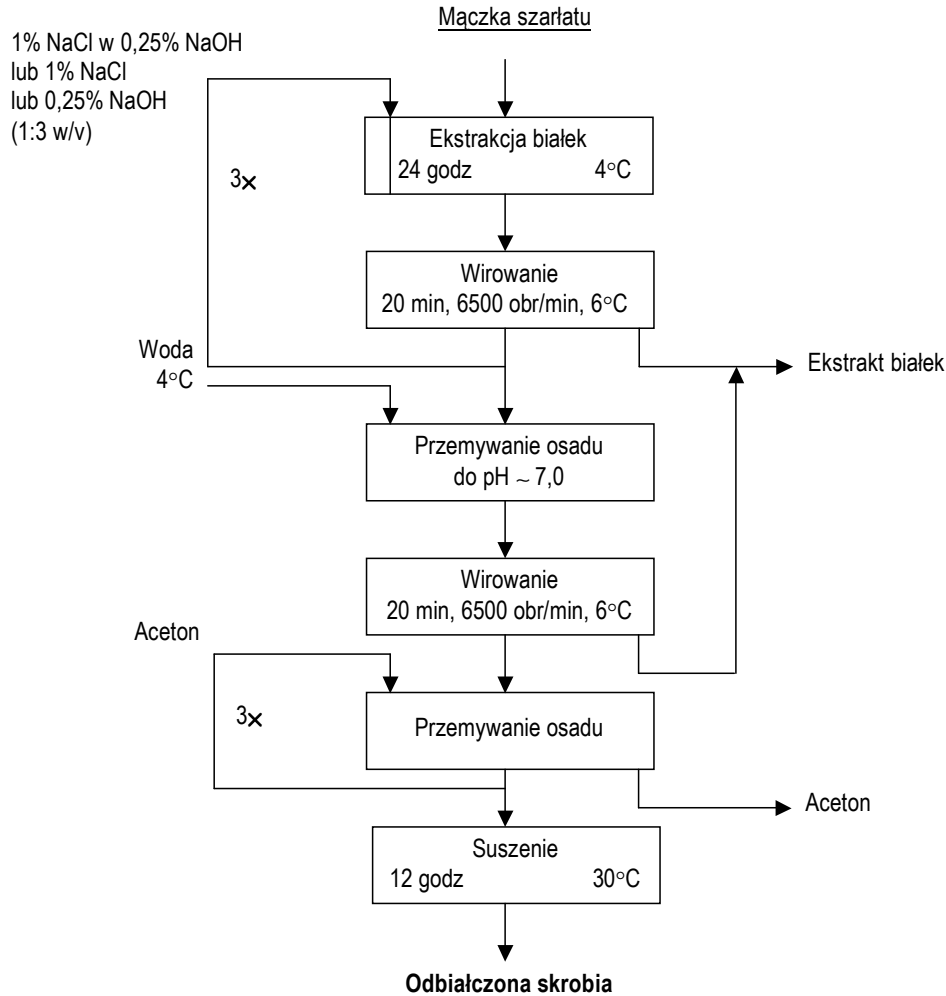 Mączka szarłatu
1% NaCl w 0,25% NaOH
lub 1% NaCl
lub 0,25% NaOH
(1:3 w/v)
Ekstrakcja białek
24 godz 4°C
3×
Wirowanie
20 min, 6500 obr/min, 6°C
Woda
4°C
Ekstrakt białek
Przemywanie osadu
do pH ~ 7,0
Wirowanie
20 min, 6500 obr/min, 6°C
Aceton
3×
Przemywanie osadu
Aceton
Suszenie
12 godz 30°C
Odbiałczona skrobia